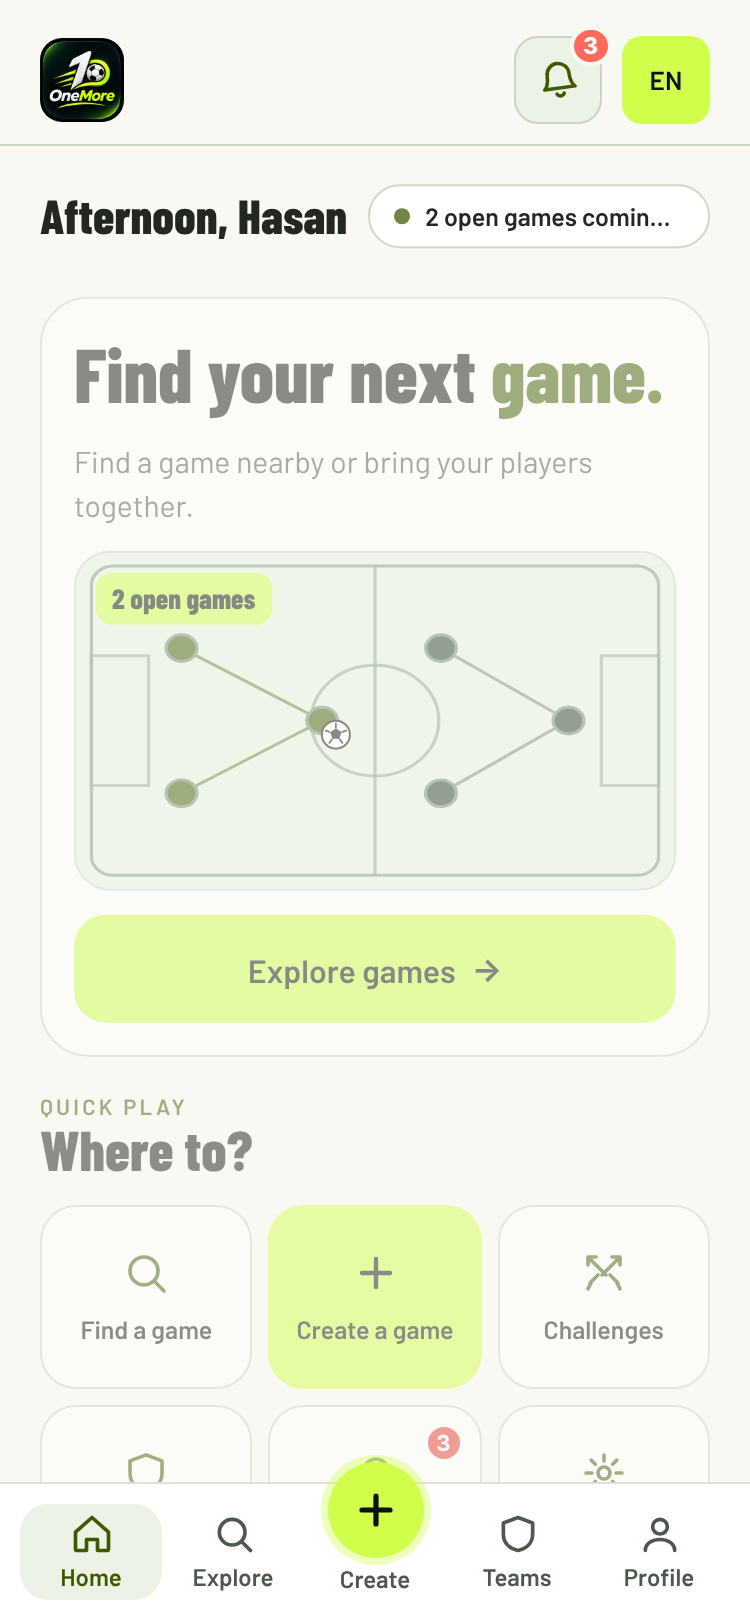 1
OneMore
3
EN
Afternoon, Hasan
2 open games comin...
Find your next game.
Find a game nearby or bring your players
together.
2 open games
Explore games →
QUICK PLAY
Where to?
Find a game
Create a game
Challenges
3
Home
Explore
Create
Teams
Profile